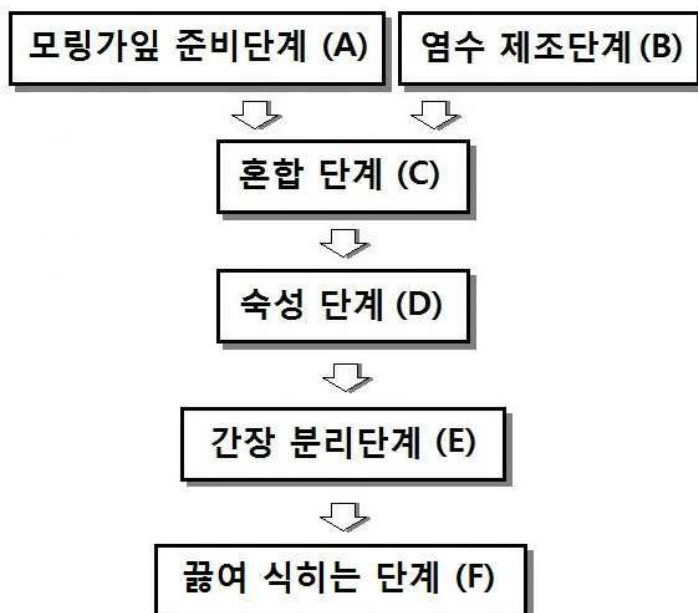 모링가잎 준비단계 (A)
염수 제조단계 (B)
혼합 단계 (C)
숙성 단계 (D)
간장 분리단계 (E)
끓여 식히는 단계 (F)